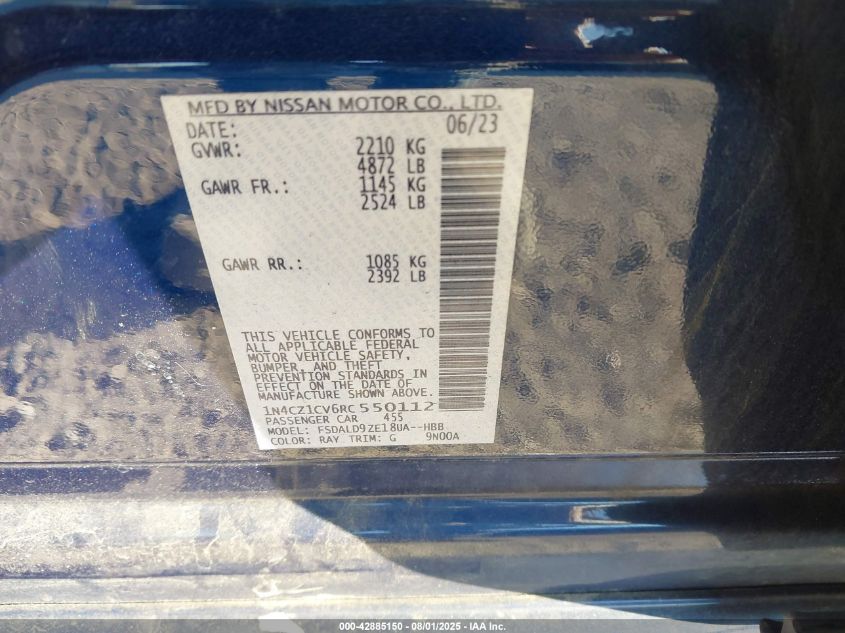 MFD BY NISSAN MOTOR CO., LTD.
DATE: 06/23
GVWR: 2210 KG
4872 LB
GAWR FR.: 1145 KG
2524 LB
GAWR RR.: 1085 KG
2392 LB
THIS VEHICLE CONFORMS TO
ALL APPLICABLE FEDERAL
MOTOR VEHICLE SAFETY,
BUMPER, AND THEFT
PREVENTION STANDARDS IN
EFFECT ON THE DATE OF
MANUFACTURE SHOWN ABOVE.
1N4CZ1CV6RC550112
PASSENGER CAR 455
MODEL: FSDALD9ZE18UA--HBB
COLOR: RAY TRIM: G 9N00A
000-42885150 - 08/01/2025 - IAA Inc.